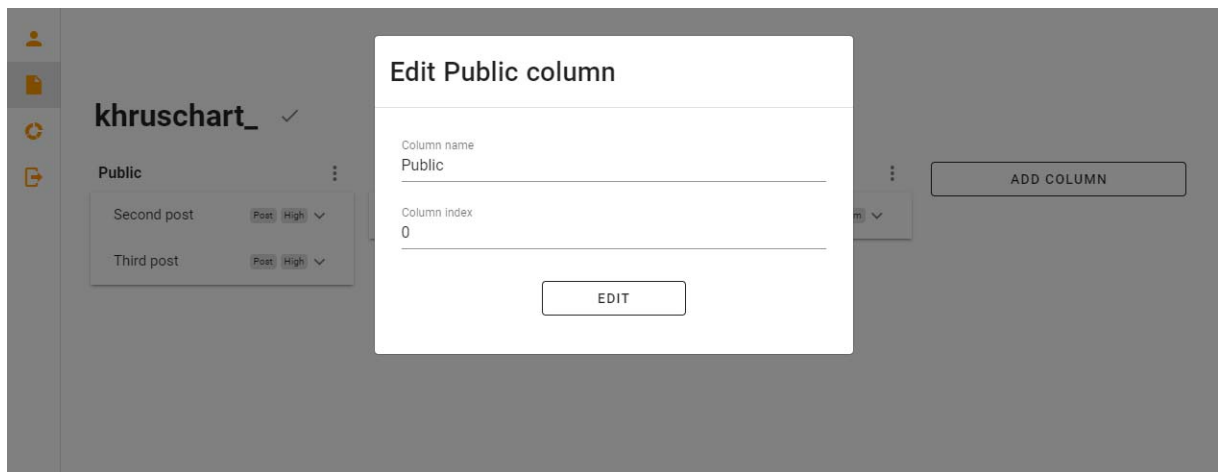 Edit Public column
khruschart_
Column name
Public
Column index
0
EDIT
Public
ADD COLUMN
Second post Post High
Third post Post High